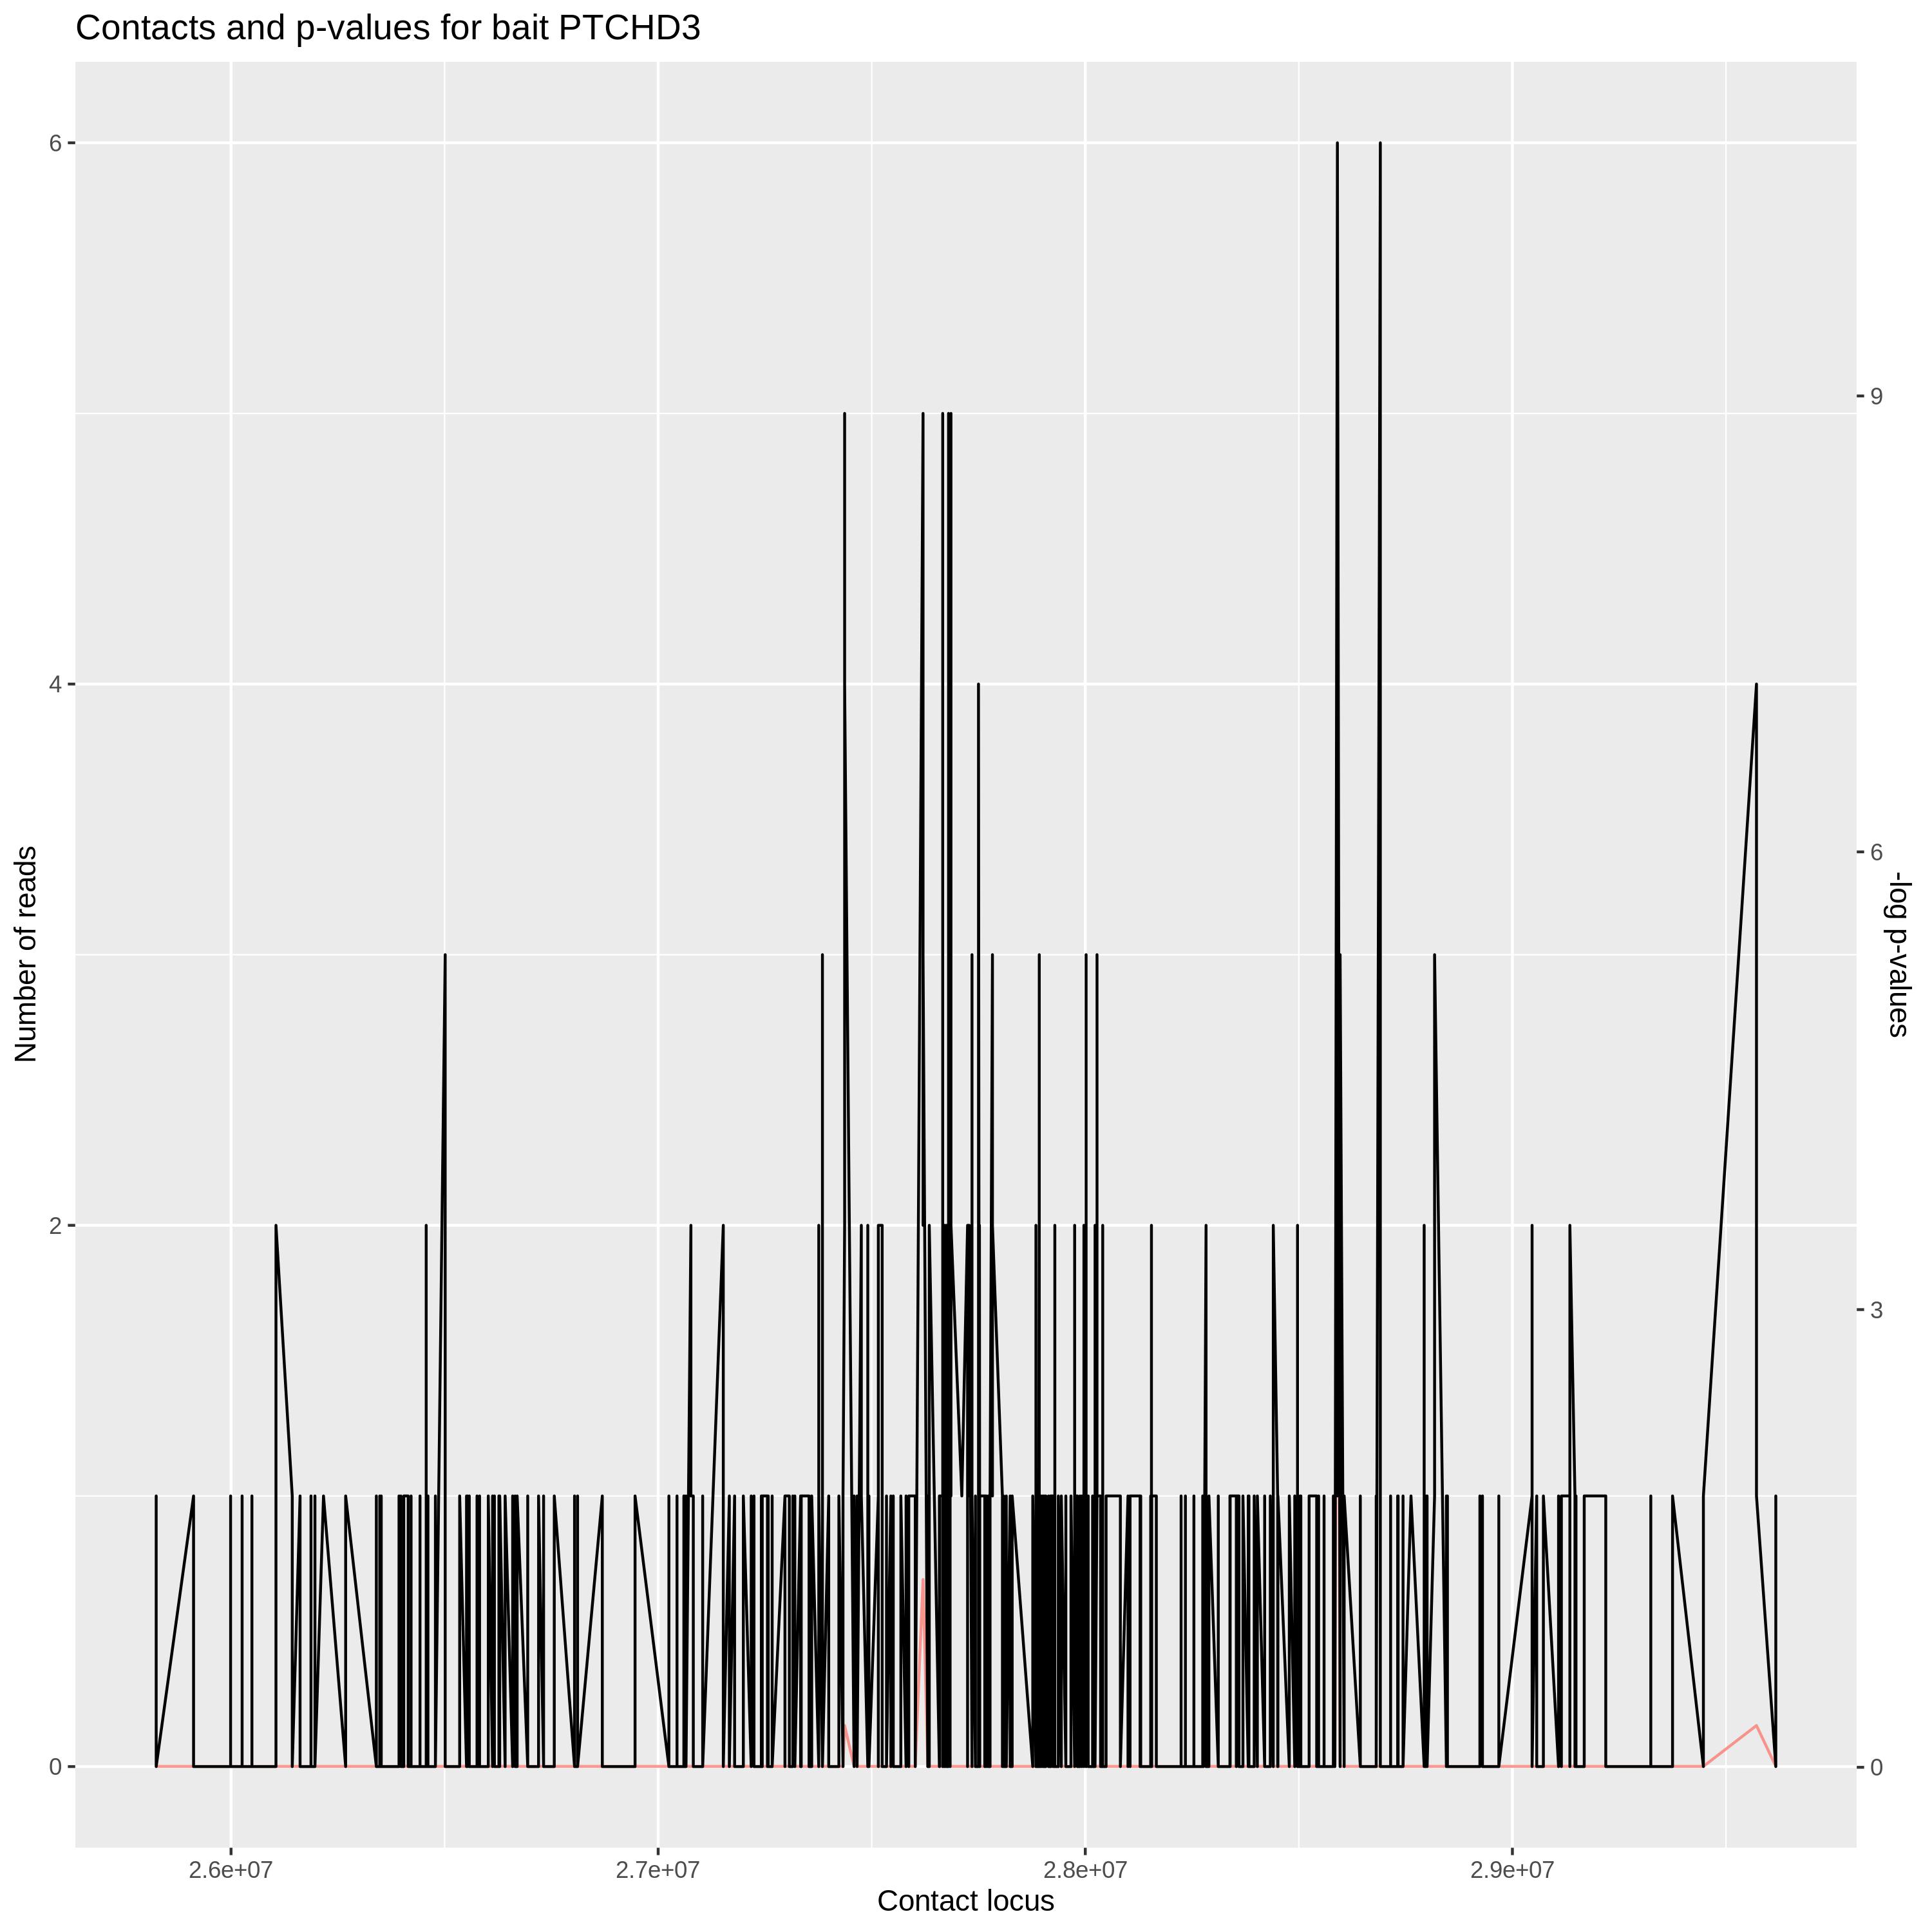 Contacts and p-values for bait PTCHD3
6
4
2
0
Number of reads
9
6
3
0
-log p-values
2.6e+07
2.7e+07
2.8e+07
2.9e+07
Contact locus